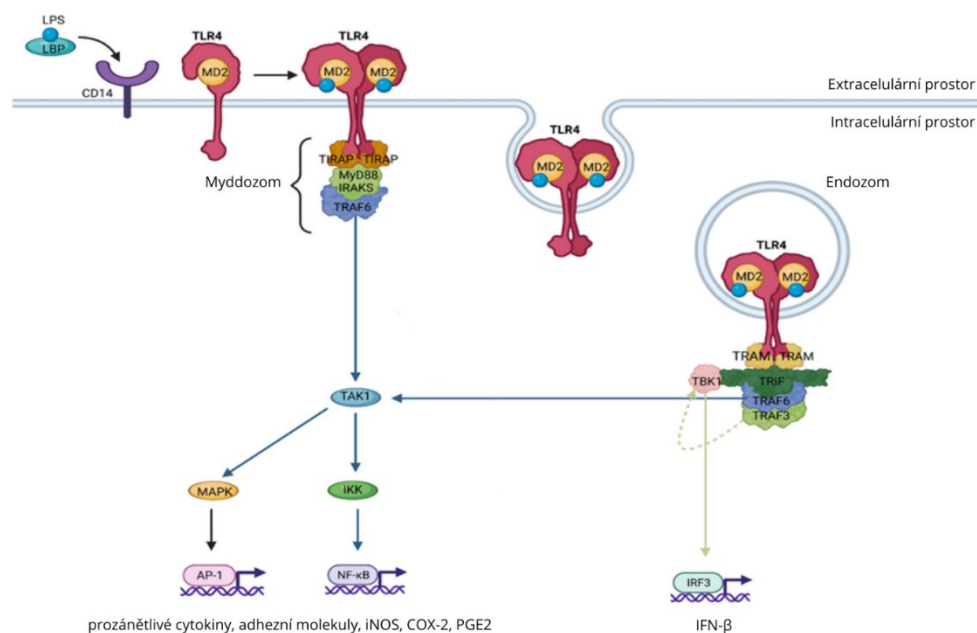 LPS
LBP
CD14
TLR4
MD2
TLR4
MD2 MD2
Extracelulární prostor
Intracelulární prostor
TLR4
MD2 MD2
Myddozom
TIRAP TIRAP
MyD88
IRAKS
TRAF6
Endozom
TLR4
MD2 MD2
TRAM TRAM
TBK1
TRIF
TRAF6
TRAF3
TAK1
MAPK
iKK
AP-1
NF-κB
IRF3
prozánětlivé cytokiny, adhezní molekuly, iNOS, COX-2, PGE2
IFN-β